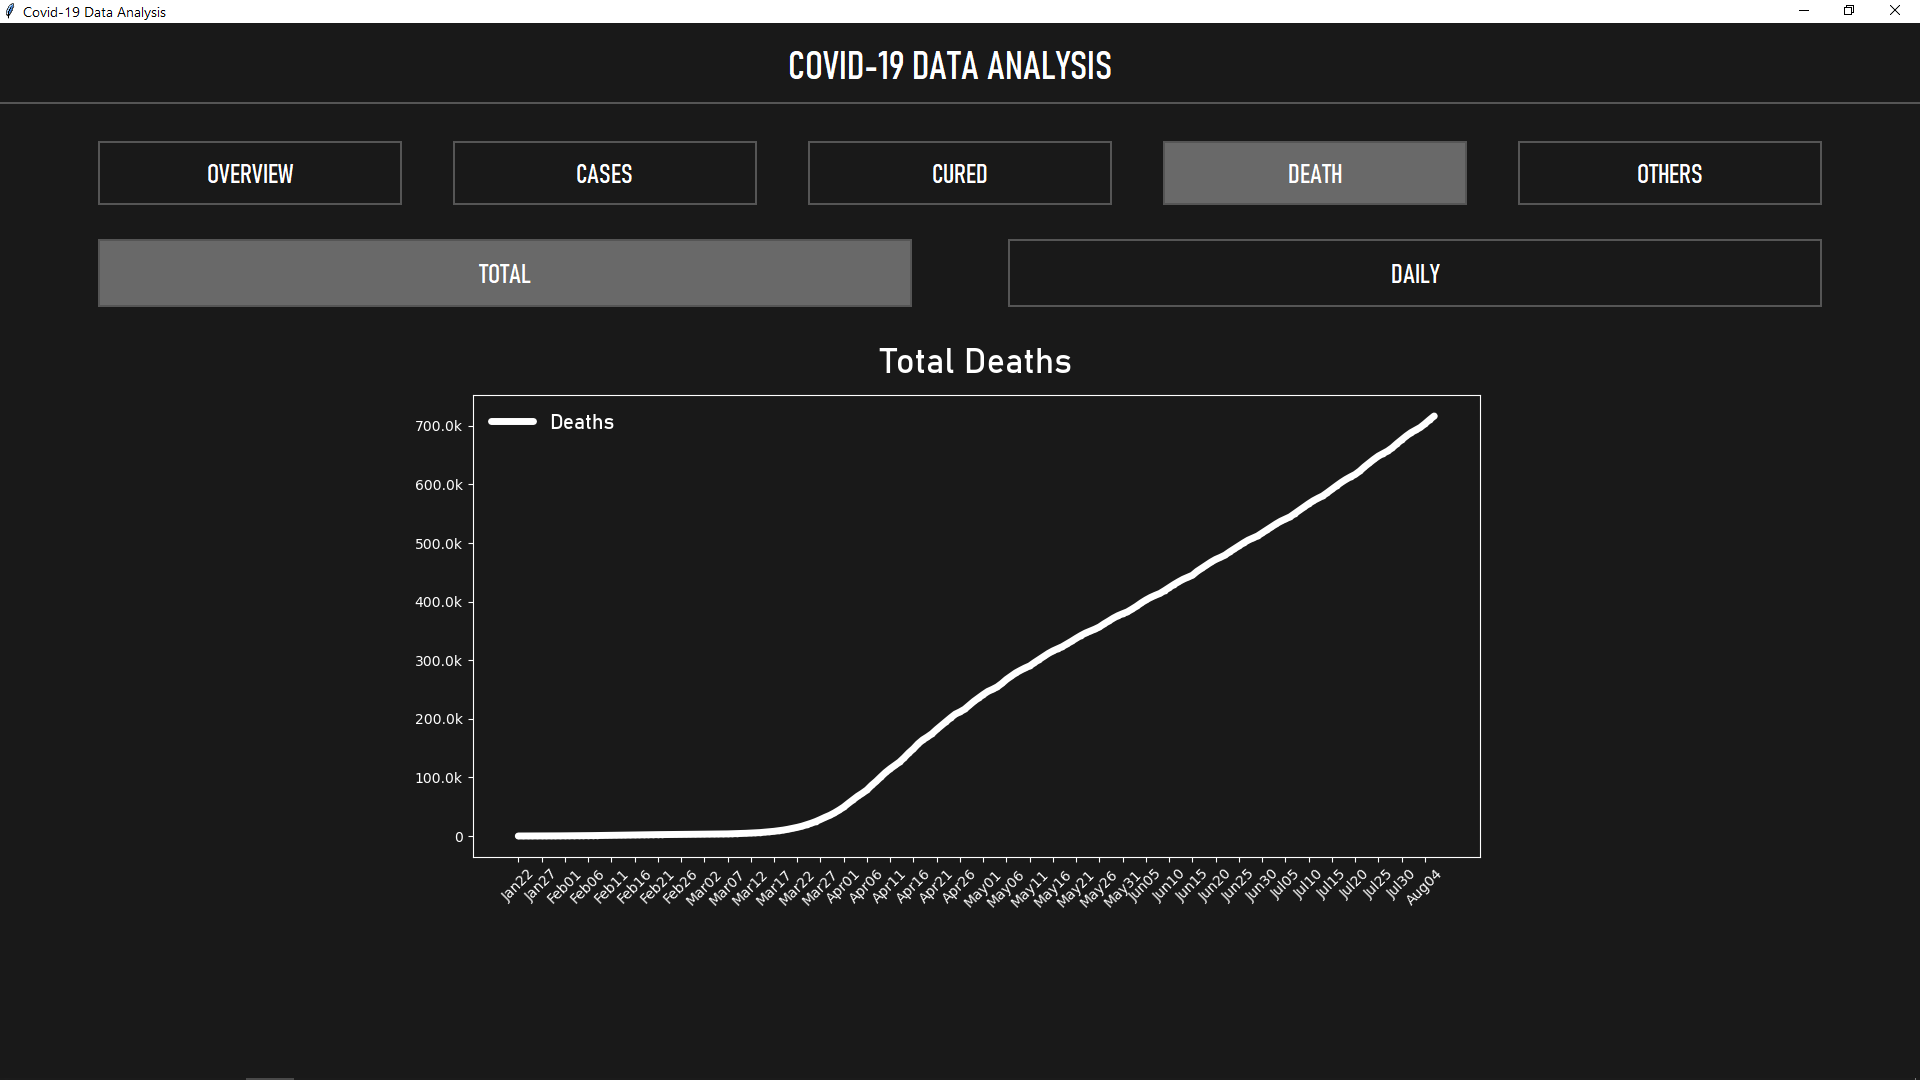 Covid-19 Data Analysis
COVID-19 DATA ANALYSIS
OVERVIEW CASES CURED DEATH OTHERS
TOTAL DAILY
Total Deaths
Deaths
700.0k
600.0k
500.0k
400.0k
300.0k
200.0k
100.0k
0
Jan22 Jan27 Feb01 Feb06 Feb11 Feb16 Feb21 Feb26 Mar02 Mar07 Mar12 Mar17 Mar22 Mar27 Apr01 Apr06 Apr11 Apr16 Apr21 Apr26 May01 May06 May11 May16 May21 May26 May31 Jun05 Jun10 Jun15 Jun20 Jun25 Jun30 Jul05 Jul10 Jul15 Jul20 Jul25 Jul30 Aug04